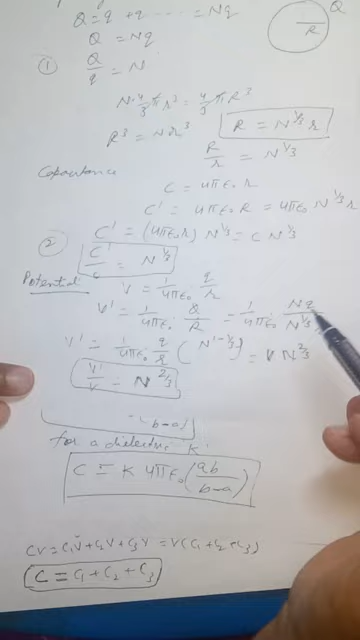 Q = q + q ..... = Nq
Q = Nq
Q
R
① Q/q = N
N. 4/3 π r³ = 4/3 π R³
R³ = N r³
R = N^1/3 r
R/r = N^1/3
Capacitance
C = 4πε₀ r
C' = 4πε₀ R = 4πε₀ N^1/3 r
C' = (4πε₀ r) N^1/3 = C N^1/3
② C'/C = N^1/3
Potential
V = 1/4πε₀ . q/r
V' = 1/4πε₀ . Q/R = 1/4πε₀ . Nq/N^1/3
V' = 1/4πε₀ . q/r (N^1-1/3) = V N^2/3
V'/V = N^2/3
(b-a)
for a dielectric K
C = K 4πε₀ (ab/b-a)
CV = C₁V + C₂V + C₃V = V(C₁ + C₂ + C₃)
C = C₁ + C₂ + C₃